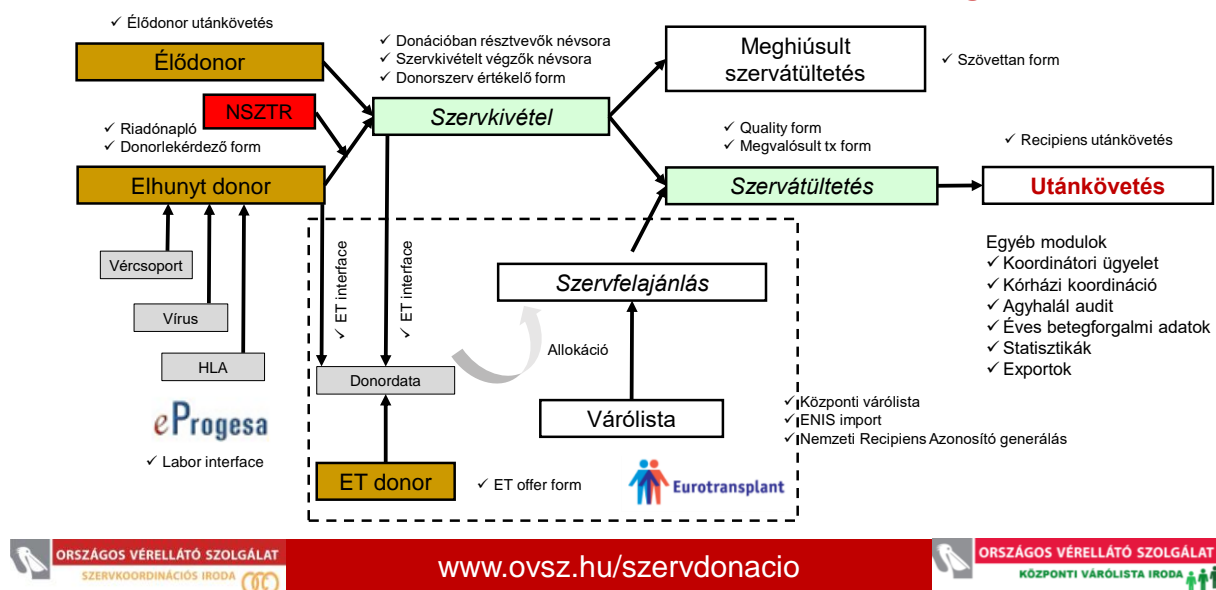 ✓ Élődonor utánkövetés
Élődonor
✓ Donációban résztvevők névsora
✓ Szervkivételt végzők névsora
✓ Donorszerv értékelő form
Meghiúsult
szervátültetés
✓ Szövettan form
NSZTR
✓ Riadónapló
✓ Donorlekérdező form
Szervkivétel
✓ Quality form
✓ Megvalósult tx form
✓ Recipiens utánkövetés
Elhunyt donor
Szervátültetés
Utánkövetés
Vércsoport
Vírus
HLA
✓ ET interface
✓ ET interface
Szervfelajánlás
Egyéb modulok
✓ Koordinátori ügyelet
✓ Kórházi koordináció
✓ Agyhalál audit
✓ Éves betegforgalmi adatok
✓ Statisztikák
✓ Exportok
Allokáció
Donordata
eProgesa
✓ Labor interface
Várólista
✓ Központi várólista
✓ ENIS import
✓ Nemzeti Recipiens Azonosító generálás
ET donor
✓ ET offer form
Eurotransplant
ORSZÁGOS VÉRELLÁTÓ SZOLGÁLAT
SZERVKOORDINÁCIÓS IRODA
www.ovsz.hu/szervdonacio
ORSZÁGOS VÉRELLÁTÓ SZOLGÁLAT
KÖZPONTI VÁRÓLISTA IRODA